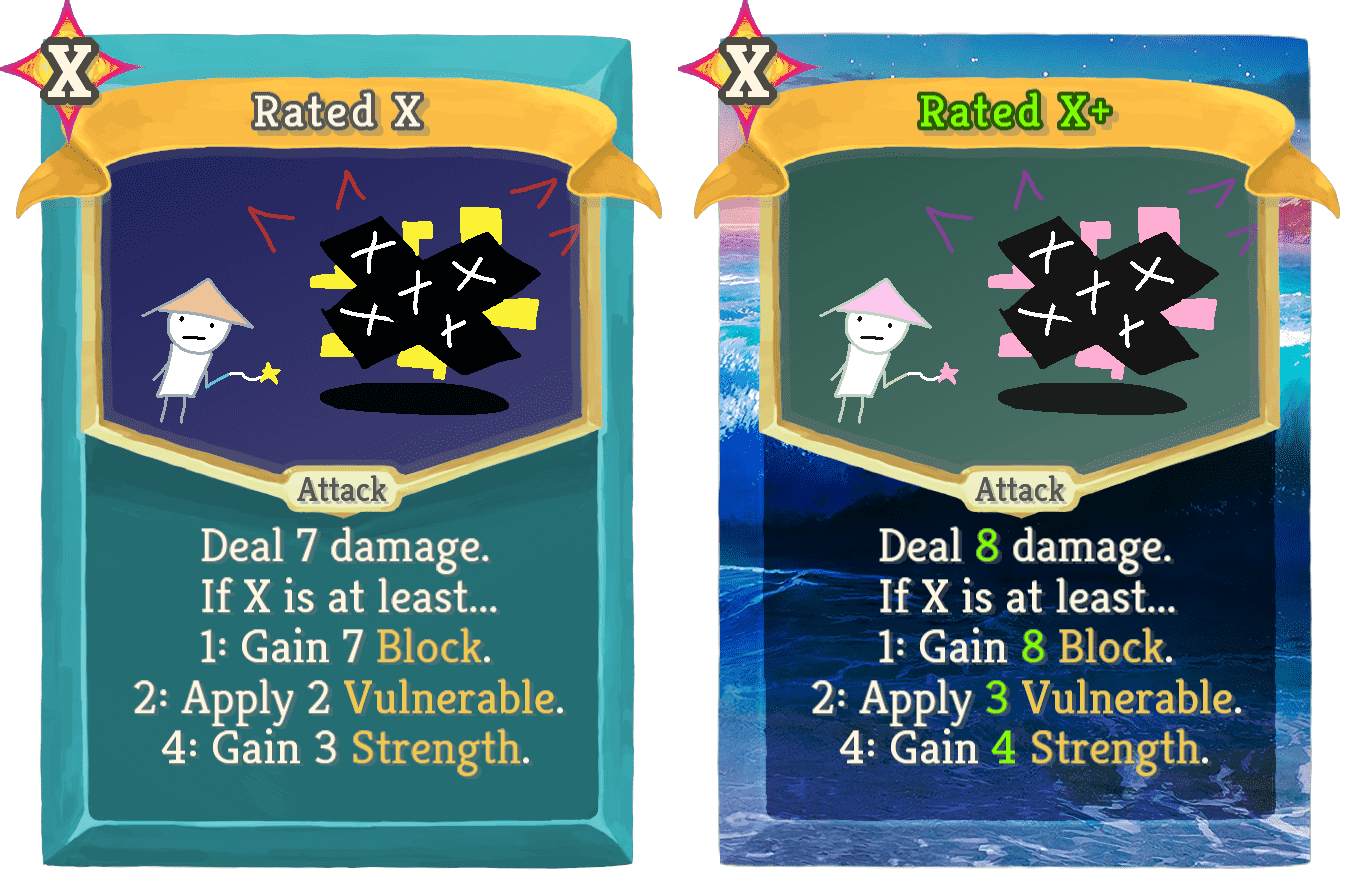 X
Rated X
Attack
Deal 7 damage.
If X is at least...
1: Gain 7 Block.
2: Apply 2 Vulnerable.
4: Gain 3 Strength.
X
Rated X+
Attack
Deal 8 damage.
If X is at least...
1: Gain 8 Block.
2: Apply 3 Vulnerable.
4: Gain 4 Strength.